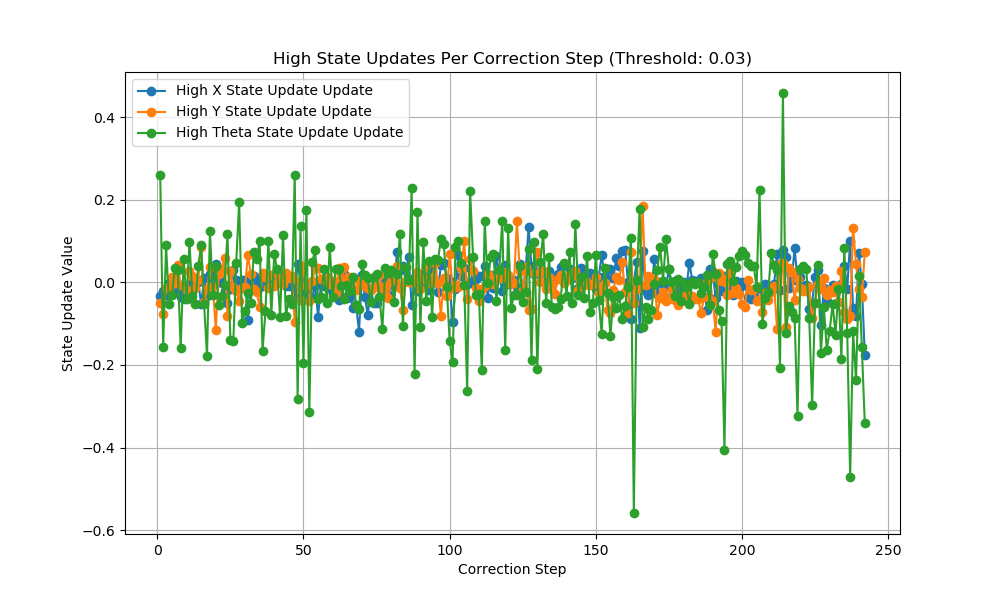 High State Updates Per Correction Step (Threshold: 0.03)
High X State Update Update
High Y State Update Update
High Theta State Update Update
State Update Value
0.4
0.2
0.0
−0.2
−0.4
−0.6
0
50
100
150
200
250
Correction Step